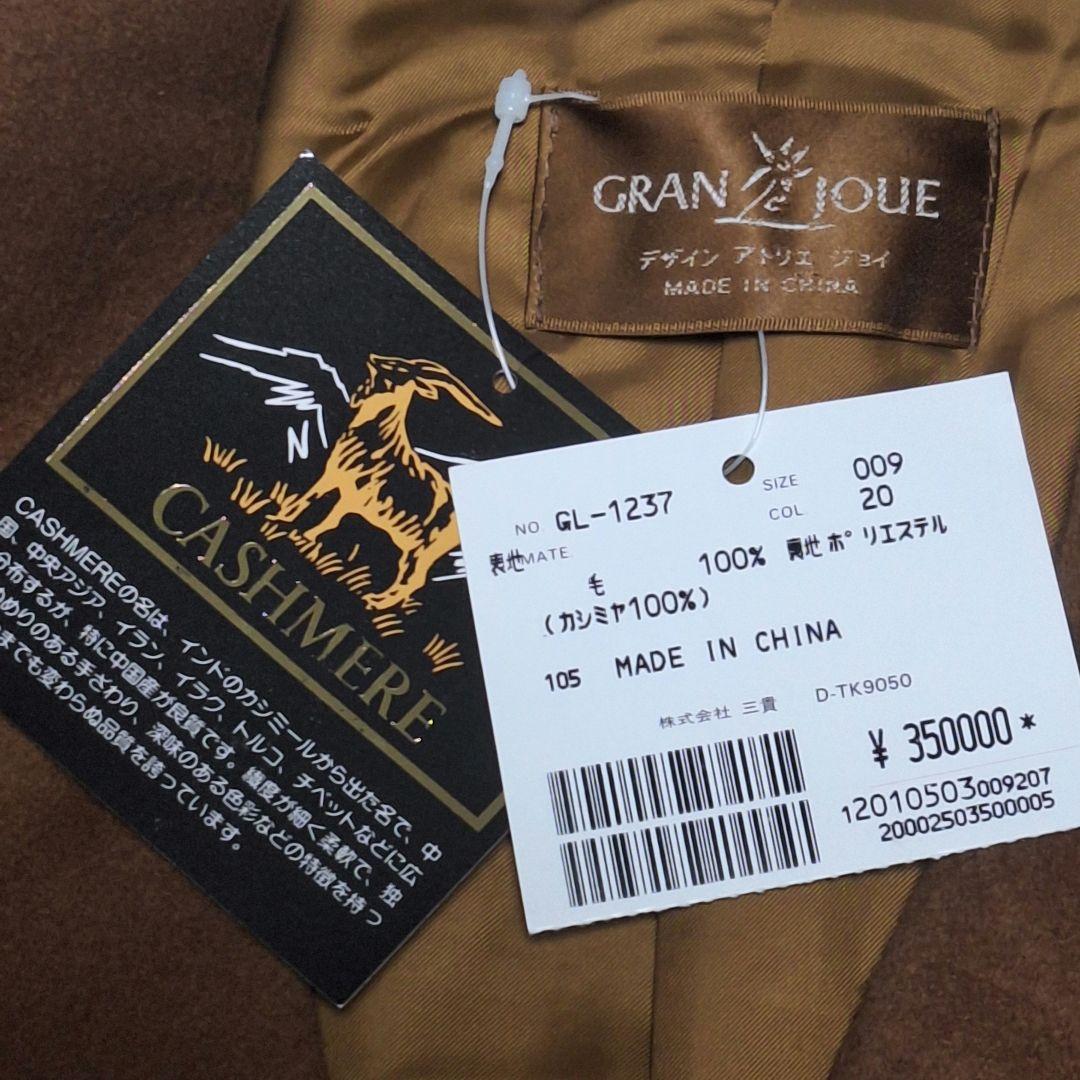 GRAN JOUE
デザイン アトリエ ジョイ
MADE IN CHINA
CASHMERE
CASHMEREの名は、インドのカシミールから出た名で、中
国、中央アジア、イラン、イラク、トルコ、チベットなどに広
分布するが、特に中国産が良質です。繊度が細く柔軟で、独
ぬめりのある手ざわり、深味のある色彩などの特徴を持つ
までも変わらぬ品質を誇っています。
NO GL-1237 SIZE 009
COL 20
表地MATE 毛 100% 裏地 ポリエステル
(カシミヤ100%)
105 MADE IN CHINA
株式会社 三貴 D-TK9050
¥ 350000*
12010503009207
2000250350005